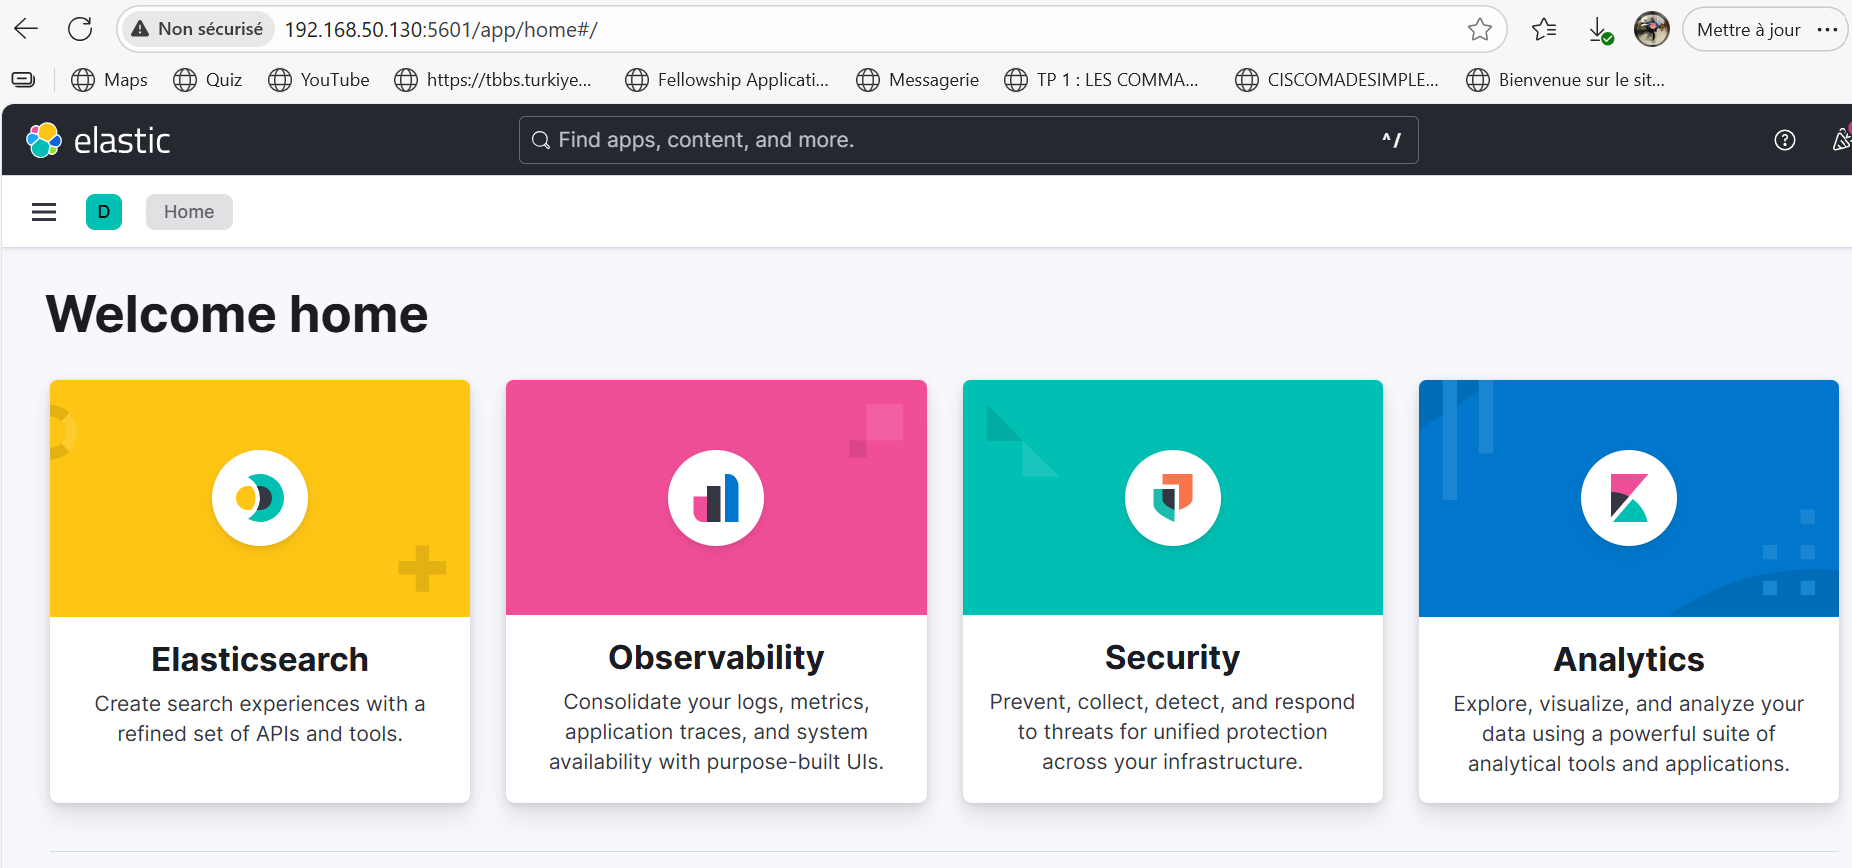 Non sécurisé 192.168.50.130:5601/app/home#/ Mettre à jour
Maps Quiz YouTube https://tbbs.turkiye... Fellowship Applicati... Messagerie TP 1 : LES COMMA... CISCOMADESIMPLE... Bienvenue sur le sit...
elastic Find apps, content, and more. ^/
D Home
Welcome home
Elasticsearch
Create search experiences with a
refined set of APIs and tools.
Observability
Consolidate your logs, metrics,
application traces, and system
availability with purpose-built UIs.
Security
Prevent, collect, detect, and respond
to threats for unified protection
across your infrastructure.
Analytics
Explore, visualize, and analyze your
data using a powerful suite of
analytical tools and applications.